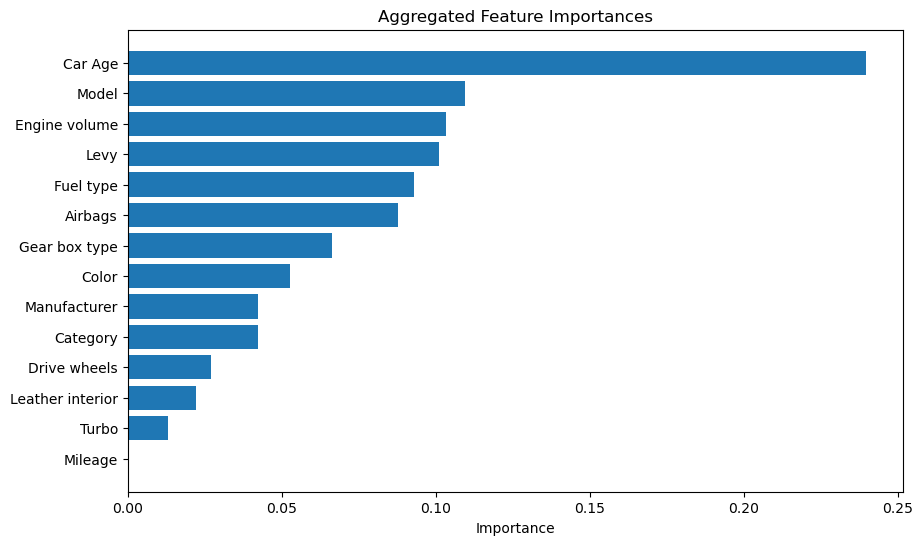 Aggregated Feature Importances
Car Age
Model
Engine volume
Levy
Fuel type
Airbags
Gear box type
Color
Manufacturer
Category
Drive wheels
Leather interior
Turbo
Mileage
0.00 0.05 0.10 0.15 0.20 0.25
Importance